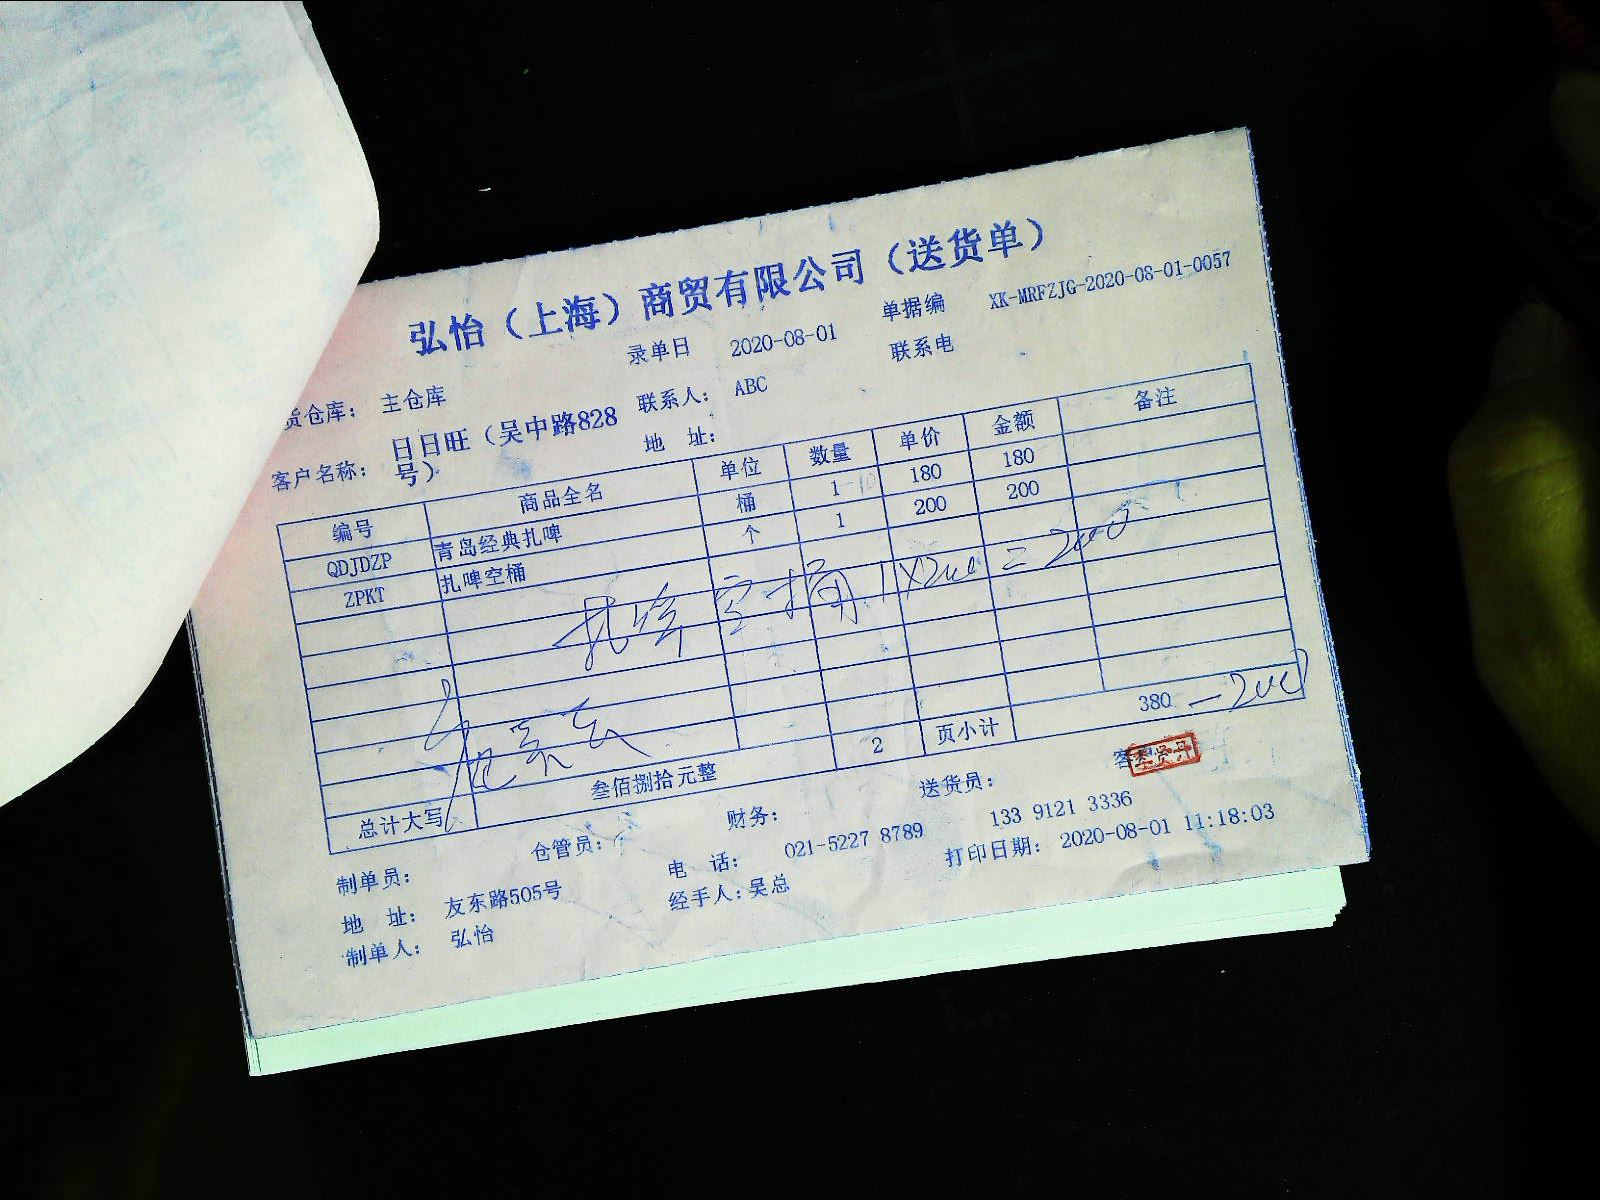 弘怡（上海）商贸有限公司（送货单）
录单日 2020-08-01 单据编 XK-MRFZJG-2020-08-01-0057
货仓库： 主仓库 联系人： ABC 联系电
客户名称： 日日旺（吴中路828号） 地 址：
编号 商品全名 单位 数量 单价 金额 备注
QDJDZP 青岛经典扎啤 桶 1 180 180
ZPKT 扎啤空桶 个 1 200 200
扎啤空桶 1X200=200
380 -200
总计大写 叁佰捌拾元整 2 页小计
制单员： 仓管员： 财务： 送货员： 客
地 址： 友东路505号 电 话： 021-5227 8789 133 9121 3336
制单人： 弘怡 经手人：吴总 打印日期： 2020-08-01 11:18:03